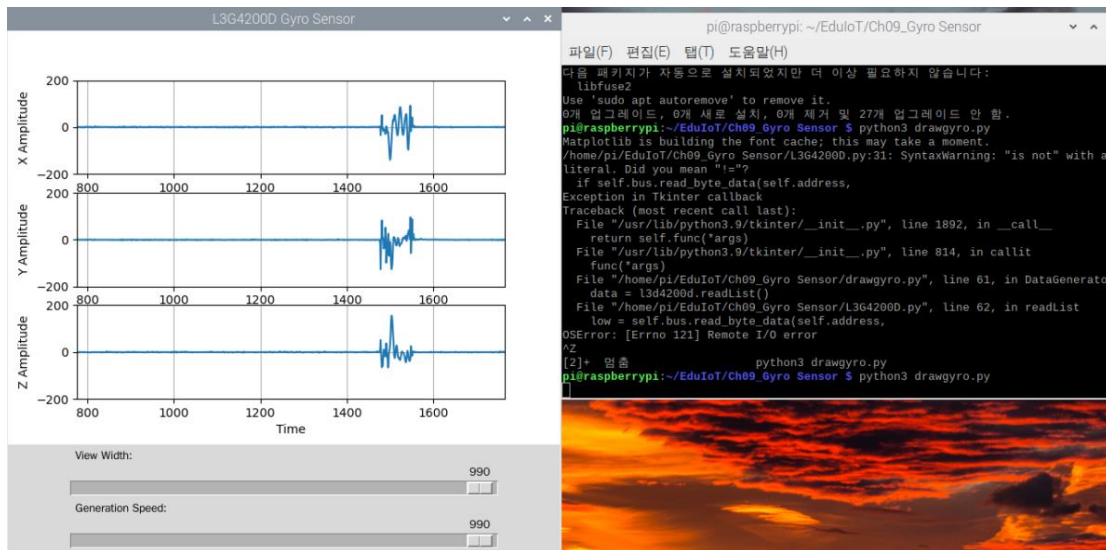 L3G4200D Gyro Sensor
200
0
−200
X Amplitude
800 1000 1200 1400 1600
200
0
−200
Y Amplitude
800 1000 1200 1400 1600
200
0
−200
Z Amplitude
800 1000 1200 1400 1600
Time
View Width:
990
Generation Speed:
990
pi@raspberrypi: ~/EduIoT/Ch09_Gyro Sensor
파일(F) 편집(E) 탭(T) 도움말(H)
다음 패키지가 자동으로 설치되었지만 더 이상 필요하지 않습니다:
libfuse2
Use 'sudo apt autoremove' to remove it.
0개 업그레이드, 0개 새로 설치, 0개 제거 및 27개 업그레이드 안 함.
pi@raspberrypi:~/EduIoT/Ch09_Gyro Sensor $ python3 drawgyro.py
Matplotlib is building the font cache; this may take a moment.
/home/pi/EduIoT/Ch09_Gyro Sensor/L3G4200D.py:31: SyntaxWarning: "is not" with a
literal. Did you mean "!="?
if self.bus.read_byte_data(self.address,
Exception in Tkinter callback
Traceback (most recent call last):
File "/usr/lib/python3.9/tkinter/__init__.py", line 1892, in __call__
return self.func(*args)
File "/usr/lib/python3.9/tkinter/__init__.py", line 814, in callit
func(*args)
File "/home/pi/EduIoT/Ch09_Gyro Sensor/drawgyro.py", line 61, in DataGenerato
data = l3d4200d.readList()
File "/home/pi/EduIoT/Ch09_Gyro Sensor/L3G4200D.py", line 62, in readList
low = self.bus.read_byte_data(self.address,
OSError: [Errno 121] Remote I/O error
^Z
[2]+ 멈춤 python3 drawgyro.py
pi@raspberrypi:~/EduIoT/Ch09_Gyro Sensor $ python3 drawgyro.py